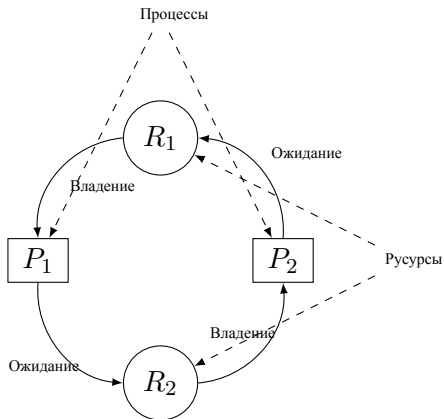 Процессы
R₁
Ожидание
Владение
P₁
P₂
Русурсы
Владение
Ожидание
R₂